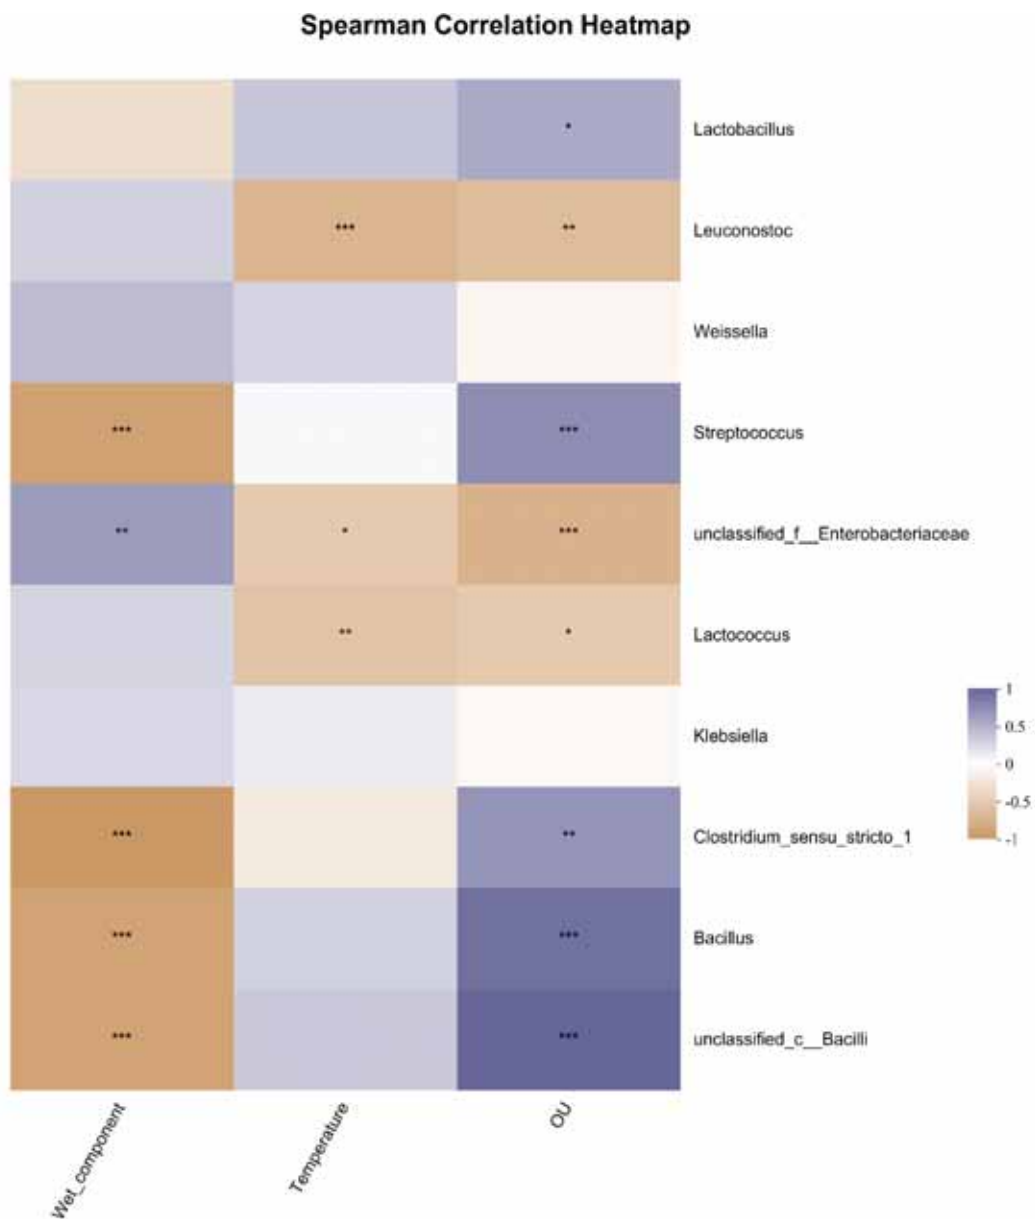 Spearman Correlation Heatmap
* Lactobacillus
*** ** Leuconostoc
Weissella
*** *** Streptococcus
** * *** unclassified_f__Enterobacteriaceae
** * Lactococcus
Klebsiella
*** ** Clostridium_sensu_stricto_1
*** *** Bacillus
*** *** unclassified_c__Bacilli
1
0.5
0
-0.5
-1
Wet_component
Temperature
OU